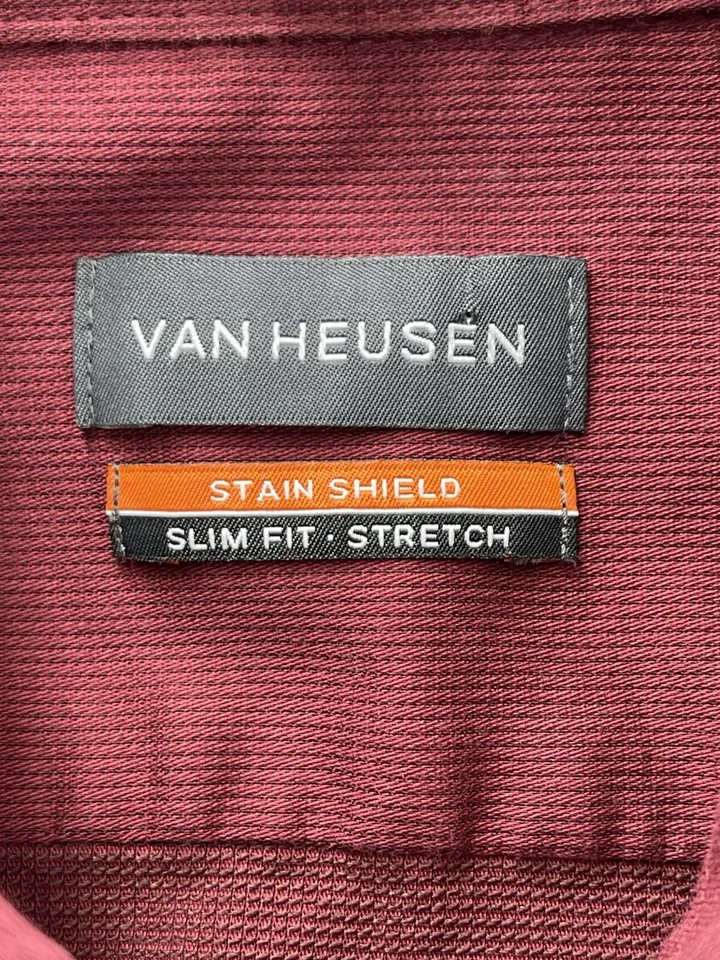 VAN HEUSEN
STAIN SHIELD
SLIM FIT · STRETCH